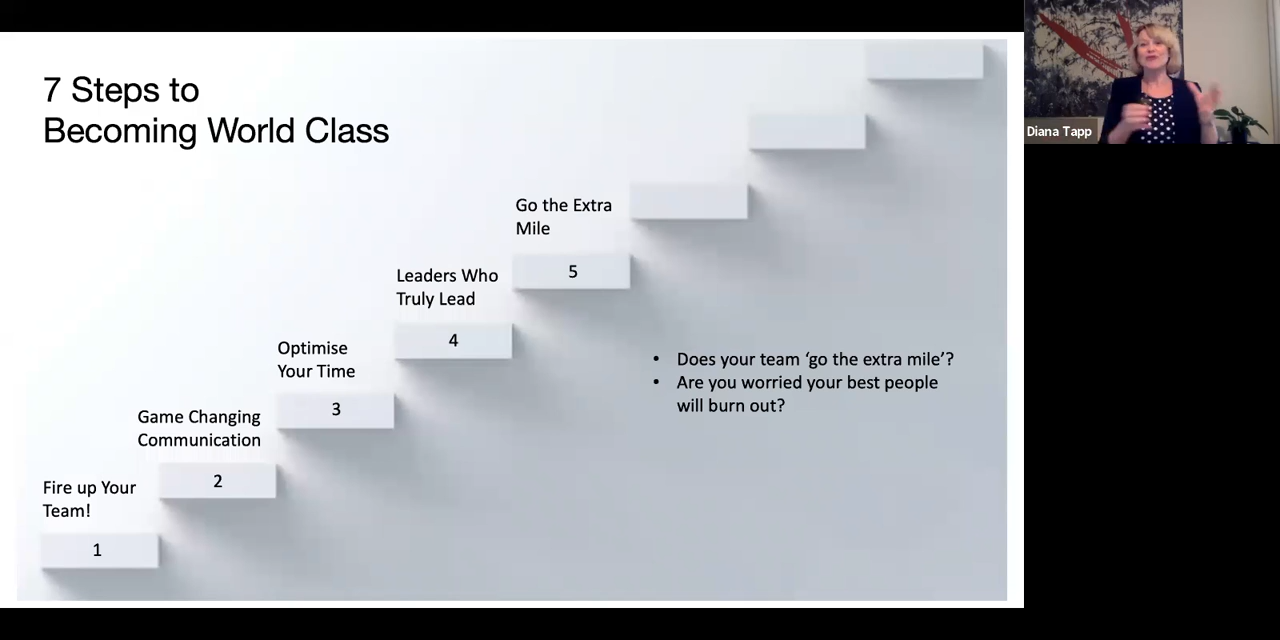 7 Steps to
Becoming World Class
Diana Tapp
Go the Extra
Mile
5
Leaders Who
Truly Lead
4
Optimise
Your Time
3
• Does your team ‘go the extra mile’?
• Are you worried your best people
will burn out?
Game Changing
Communication
2
Fire up Your
Team!
1